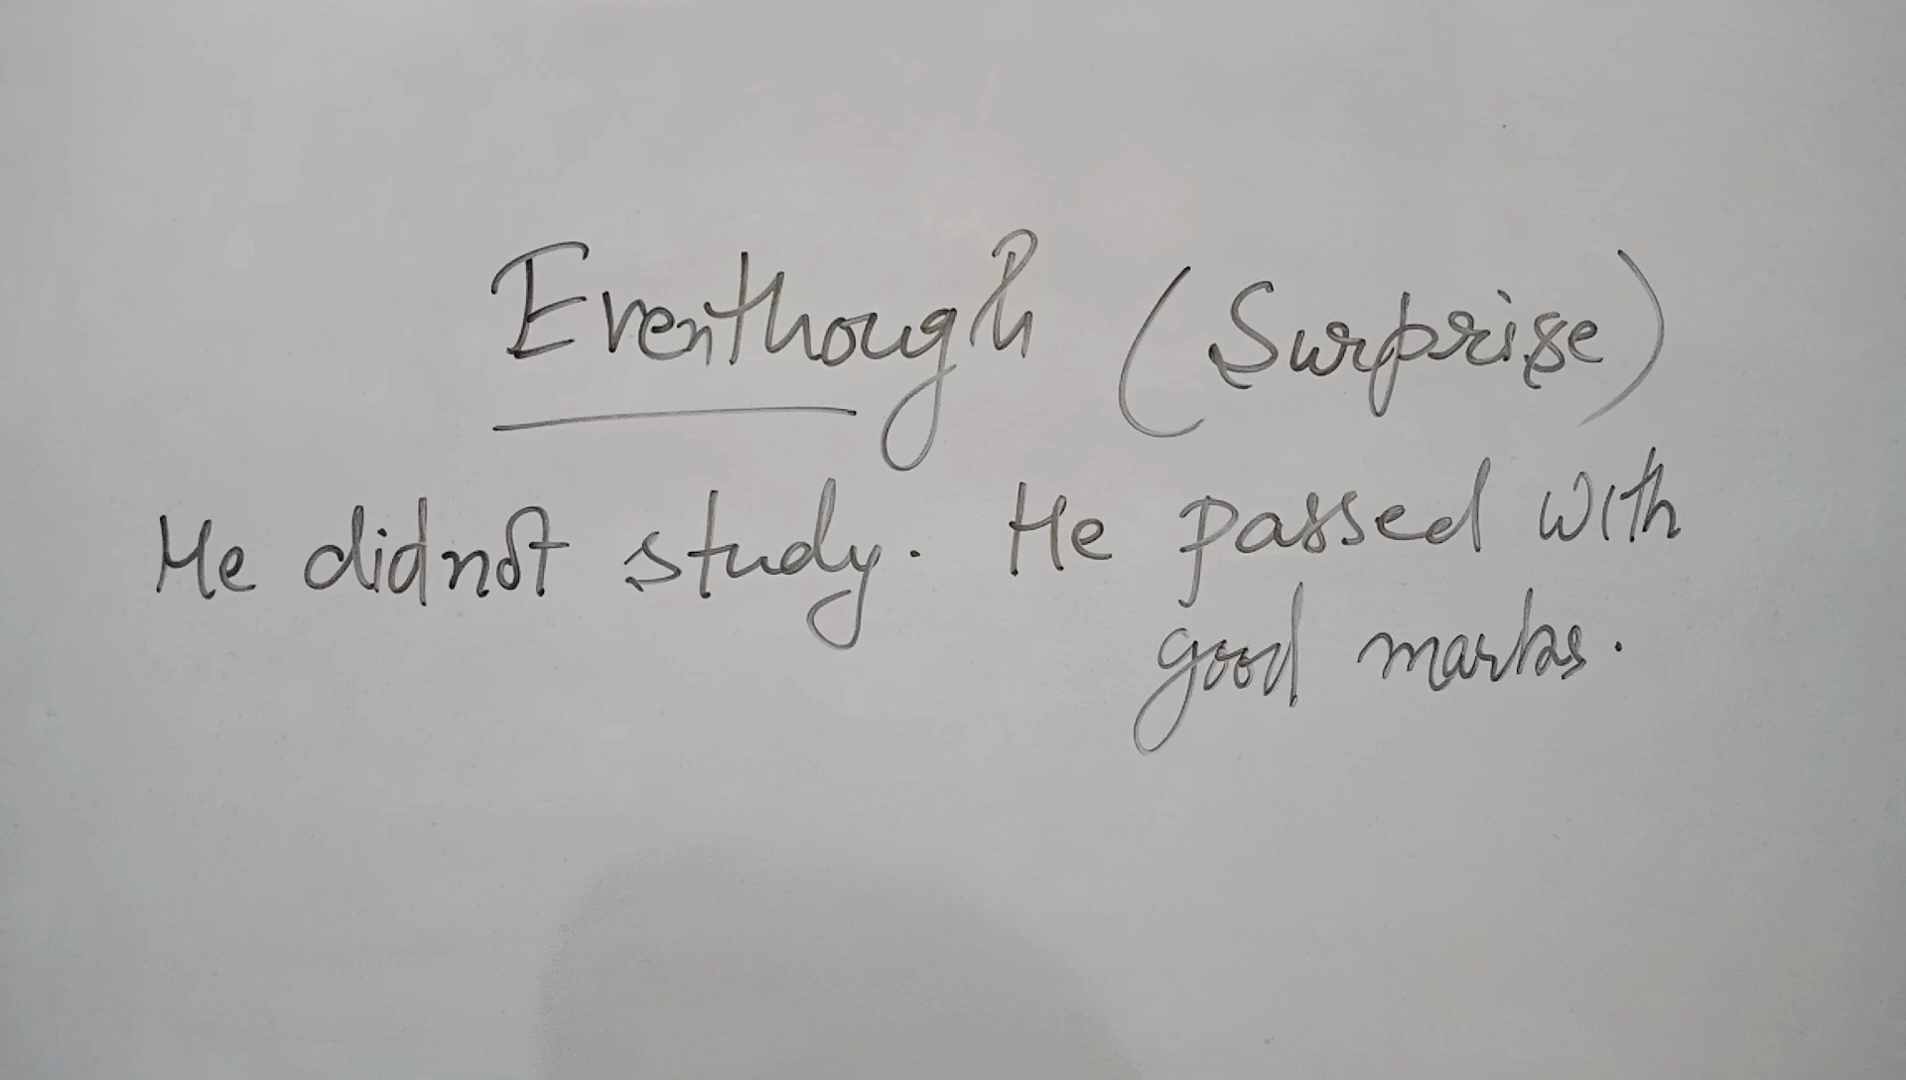 Eventhough (Surprise)
He didnot study. He passed with
good marks.